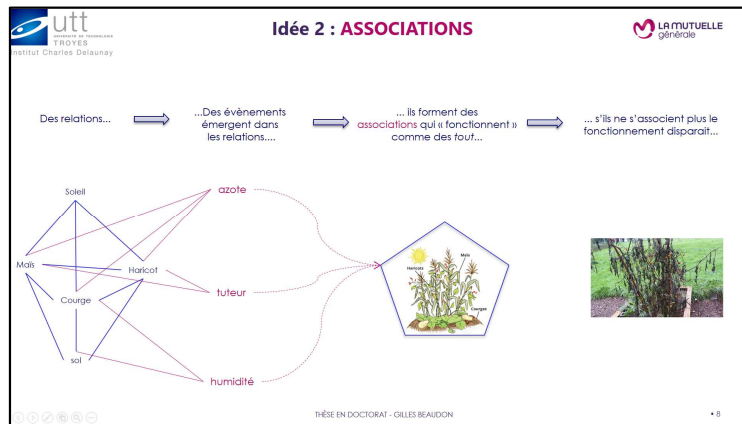 utt
UNIVERSITÉ DE TECHNOLOGIE
TROYES
Institut Charles Delaunay
Idée 2 : ASSOCIATIONS
LA MUTUELLE
générale
Des relations...
...Des évènements
émergent dans
les relations....
... ils forment des
associations qui « fonctionnent »
comme des tout...
... s'ils ne s'associent plus le
fonctionnement disparait...
Soleil
azote
Maïs
Haricot
Courge
tuteur
sol
humidité
Maïs
Haricots
Courges
THÈSE EN DOCTORAT - GILLES BEAUDON
• 8